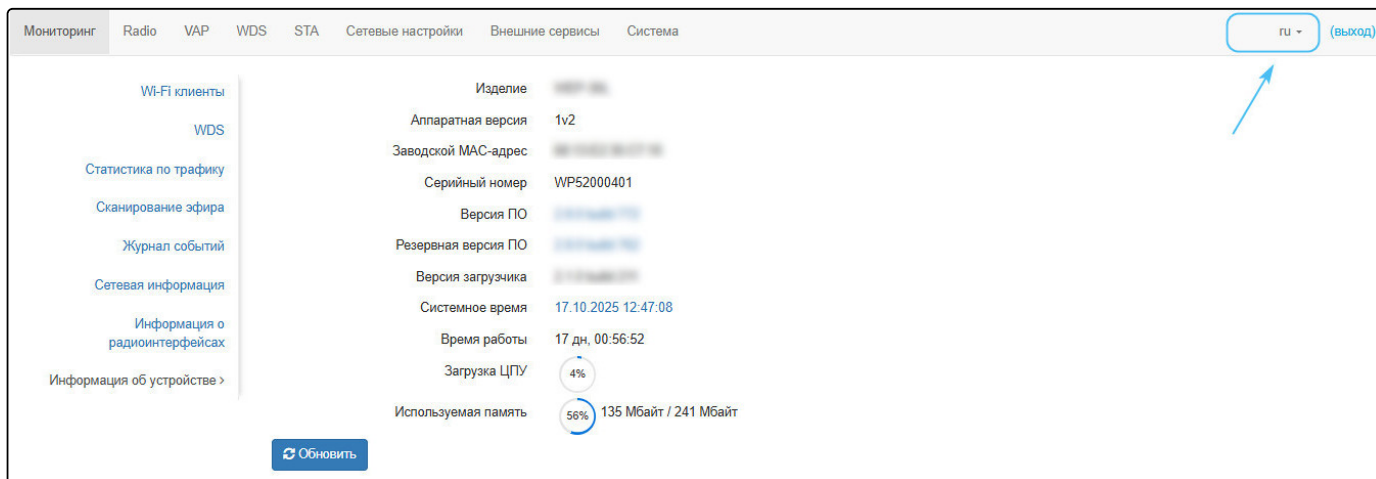 Мониторинг Radio VAP WDS STA Сетевые настройки Внешние сервисы Система ru (выход)
Wi-Fi клиенты
WDS
Статистика по трафику
Сканирование эфира
Журнал событий
Сетевая информация
Информация о
радиоинтерфейсах
Информация об устройстве >
Изделие
Аппаратная версия 1v2
Заводской MAC-адрес
Серийный номер WP52000401
Версия ПО
Резервная версия ПО
Версия загрузчика
Системное время 17.10.2025 12:47:08
Время работы 17 дн, 00:56:52
Загрузка ЦПУ 4%
Используемая память 56% 135 Мбайт / 241 Мбайт
Обновить